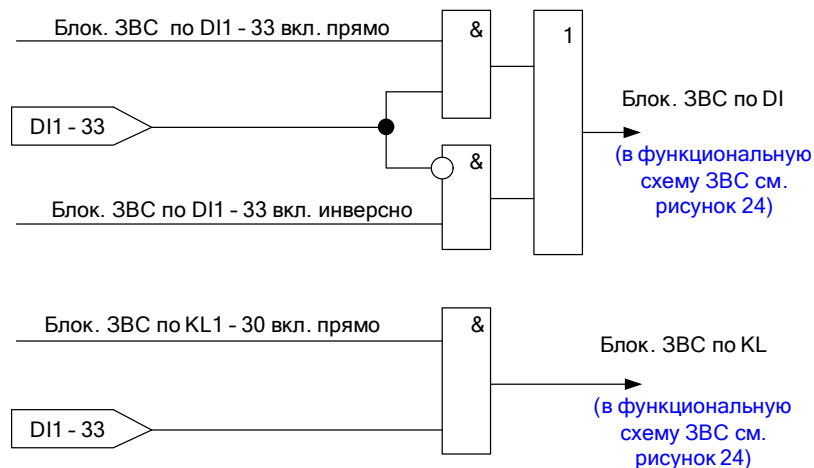 Блок. ЗВС по DI1 - 33 вкл. прямо
&
1
DI1 - 33
Блок. ЗВС по DI
(в функциональную
схему ЗВС см.
рисунок 24)
&
Блок. ЗВС по DI1 - 33 вкл. инверсно
Блок. ЗВС по KL1 - 30 вкл. прямо
&
Блок. ЗВС по KL
DI1 - 33
(в функциональную
схему ЗВС см.
рисунок 24)